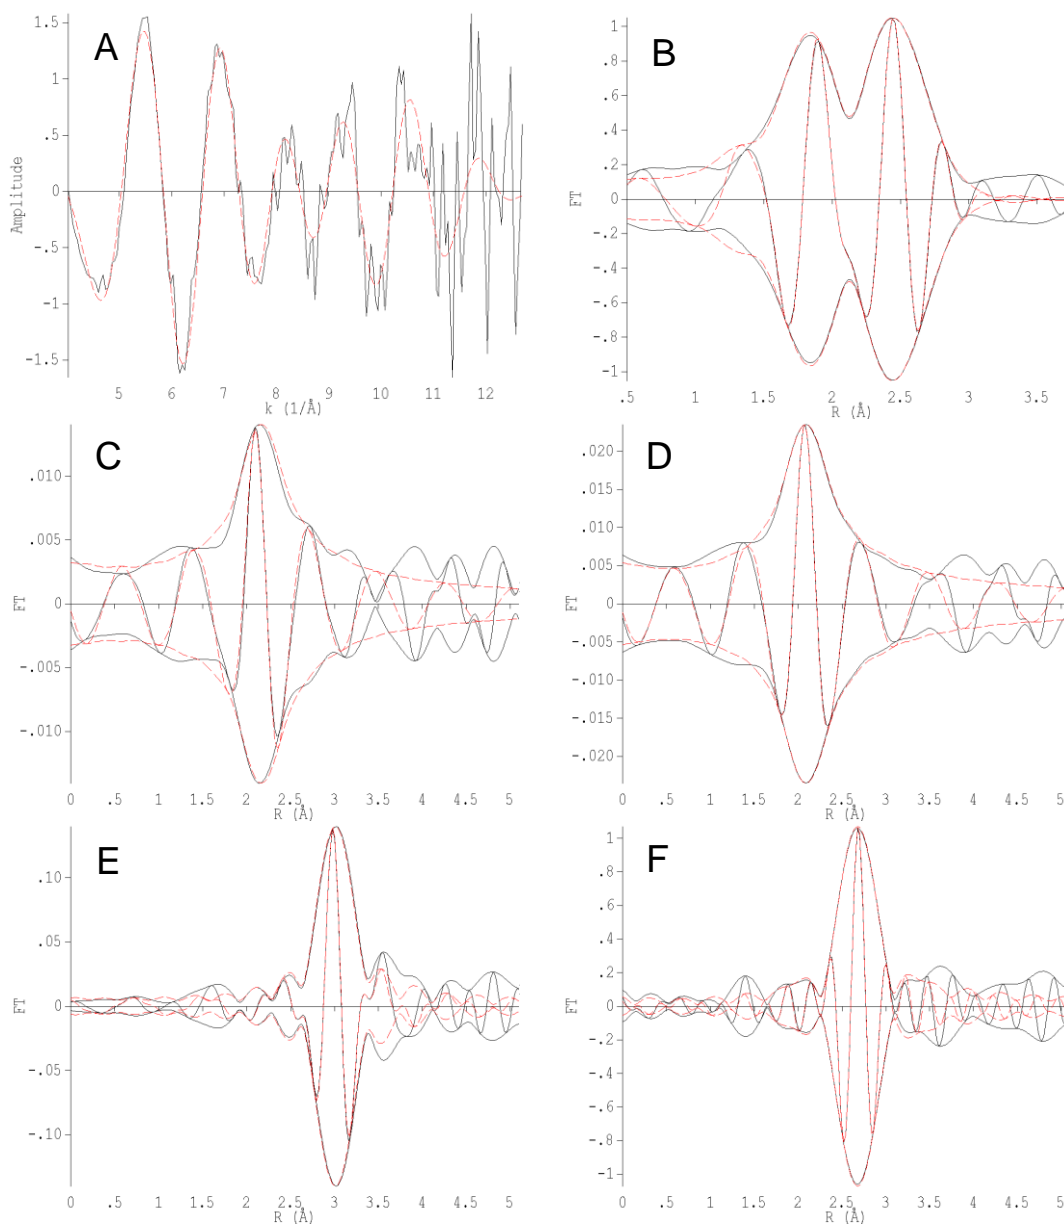 A
1.5
1
.5
0
-.5
-1
-1.5
Amplitude
5 6 7 8 9 10 11 12
k (1/Å)
B
1
.8
.6
.4
.2
0
-.2
-.4
-.6
-.8
-1
FT
.5 1 1.5 2 2.5 3 3.5
R (Å)
C
.010
.005
0
-.005
-.010
FT
0 .5 1 1.5 2 2.5 3 3.5 4 4.5 5
R (Å)
D
.020
.015
.010
.005
0
-.005
-.010
-.015
-.020
FT
0 .5 1 1.5 2 2.5 3 3.5 4 4.5 5
R (Å)
E
.10
.05
0
-.05
-.10
FT
0 .5 1 1.5 2 2.5 3 3.5 4 4.5 5
R (Å)
F
1
.8
.6
.4
.2
0
-.2
-.4
-.6
-.8
-1
FT
0 .5 1 1.5 2 2.5 3 3.5 4 4.5 5
R (Å)